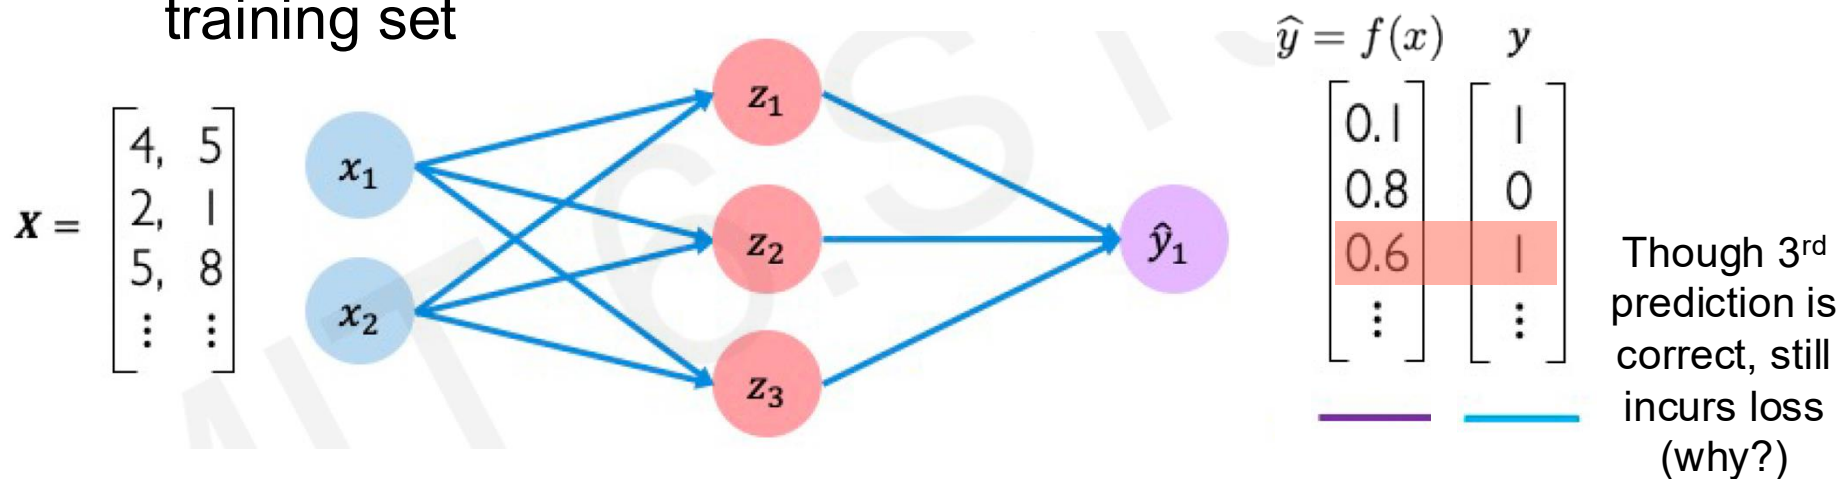 training set
X =
4, 5
2, 1
5, 8
⋮ ⋮
x₁
x₂
z₁
z₂
z₃
ŷ₁
ŷ = f(x) y
0.1 1
0.8 0
0.6 1
⋮ ⋮
Though 3rd
prediction is
correct, still
incurs loss
(why?)